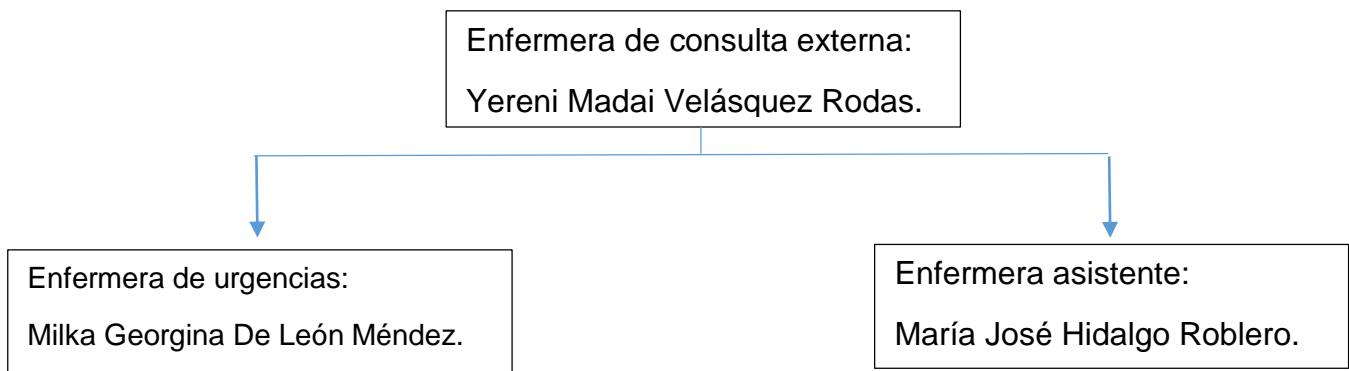 Enfermera de consulta externa:
Yereni Madai Velásquez Rodas.
Enfermera de urgencias:
Milka Georgina De León Méndez.
Enfermera asistente:
María José Hidalgo Roblero.